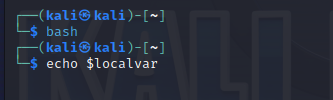 ┌──(kali㉿kali)-[~]
└─$ bash
┌──(kali㉿kali)-[~]
└─$ echo $localvar